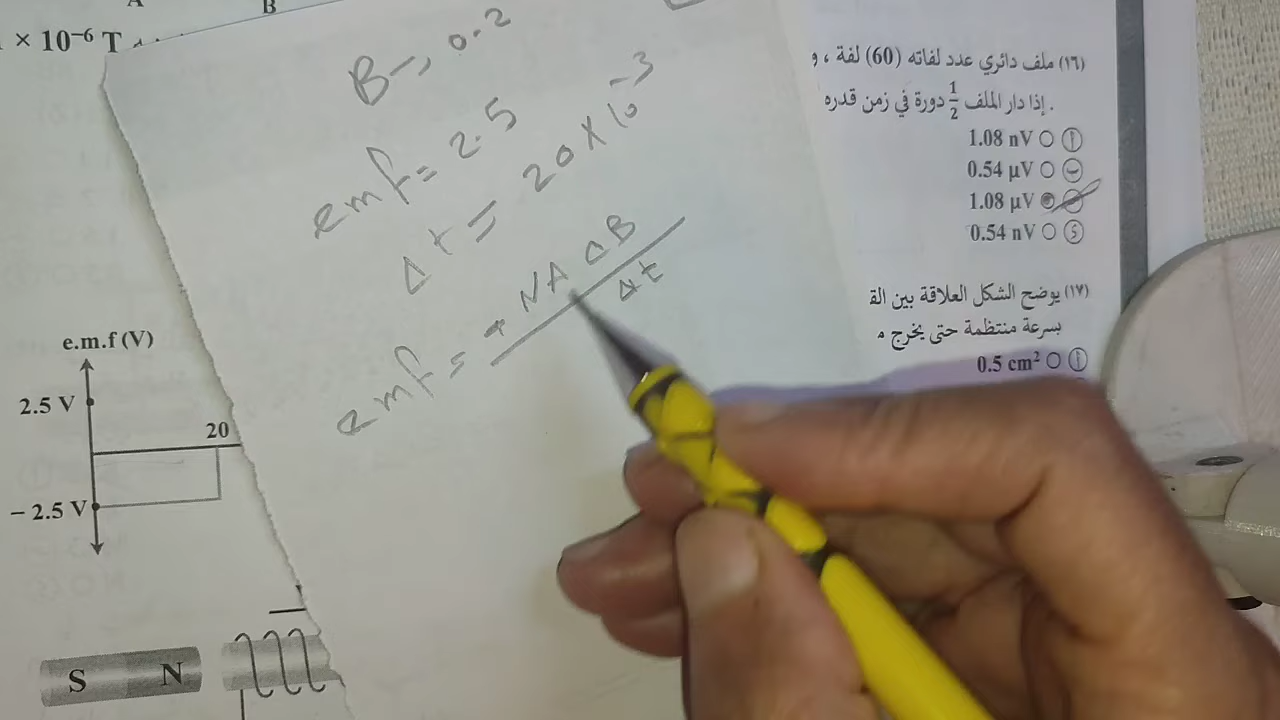 A
B
× 10⁻⁶ T
B → 0.2
emf = 2.5
Δt = 20 × 10⁻³
emf = - NA ΔB / Δt
(١٦) ملف دائري عدد لفاته (60) لفة ، و
. إذا دار الملف 1/2 دورة في زمن قدره
أ 1.08 nV
ب 0.54 μV
1.08 μV
د 0.54 nV
(١٧) يوضح الشكل العلاقة بين الق
بسرعة منتظمة حتى يخرج م
أ 0.5 cm²
e.m.f (V)
2.5 V
20
− 2.5 V
S N